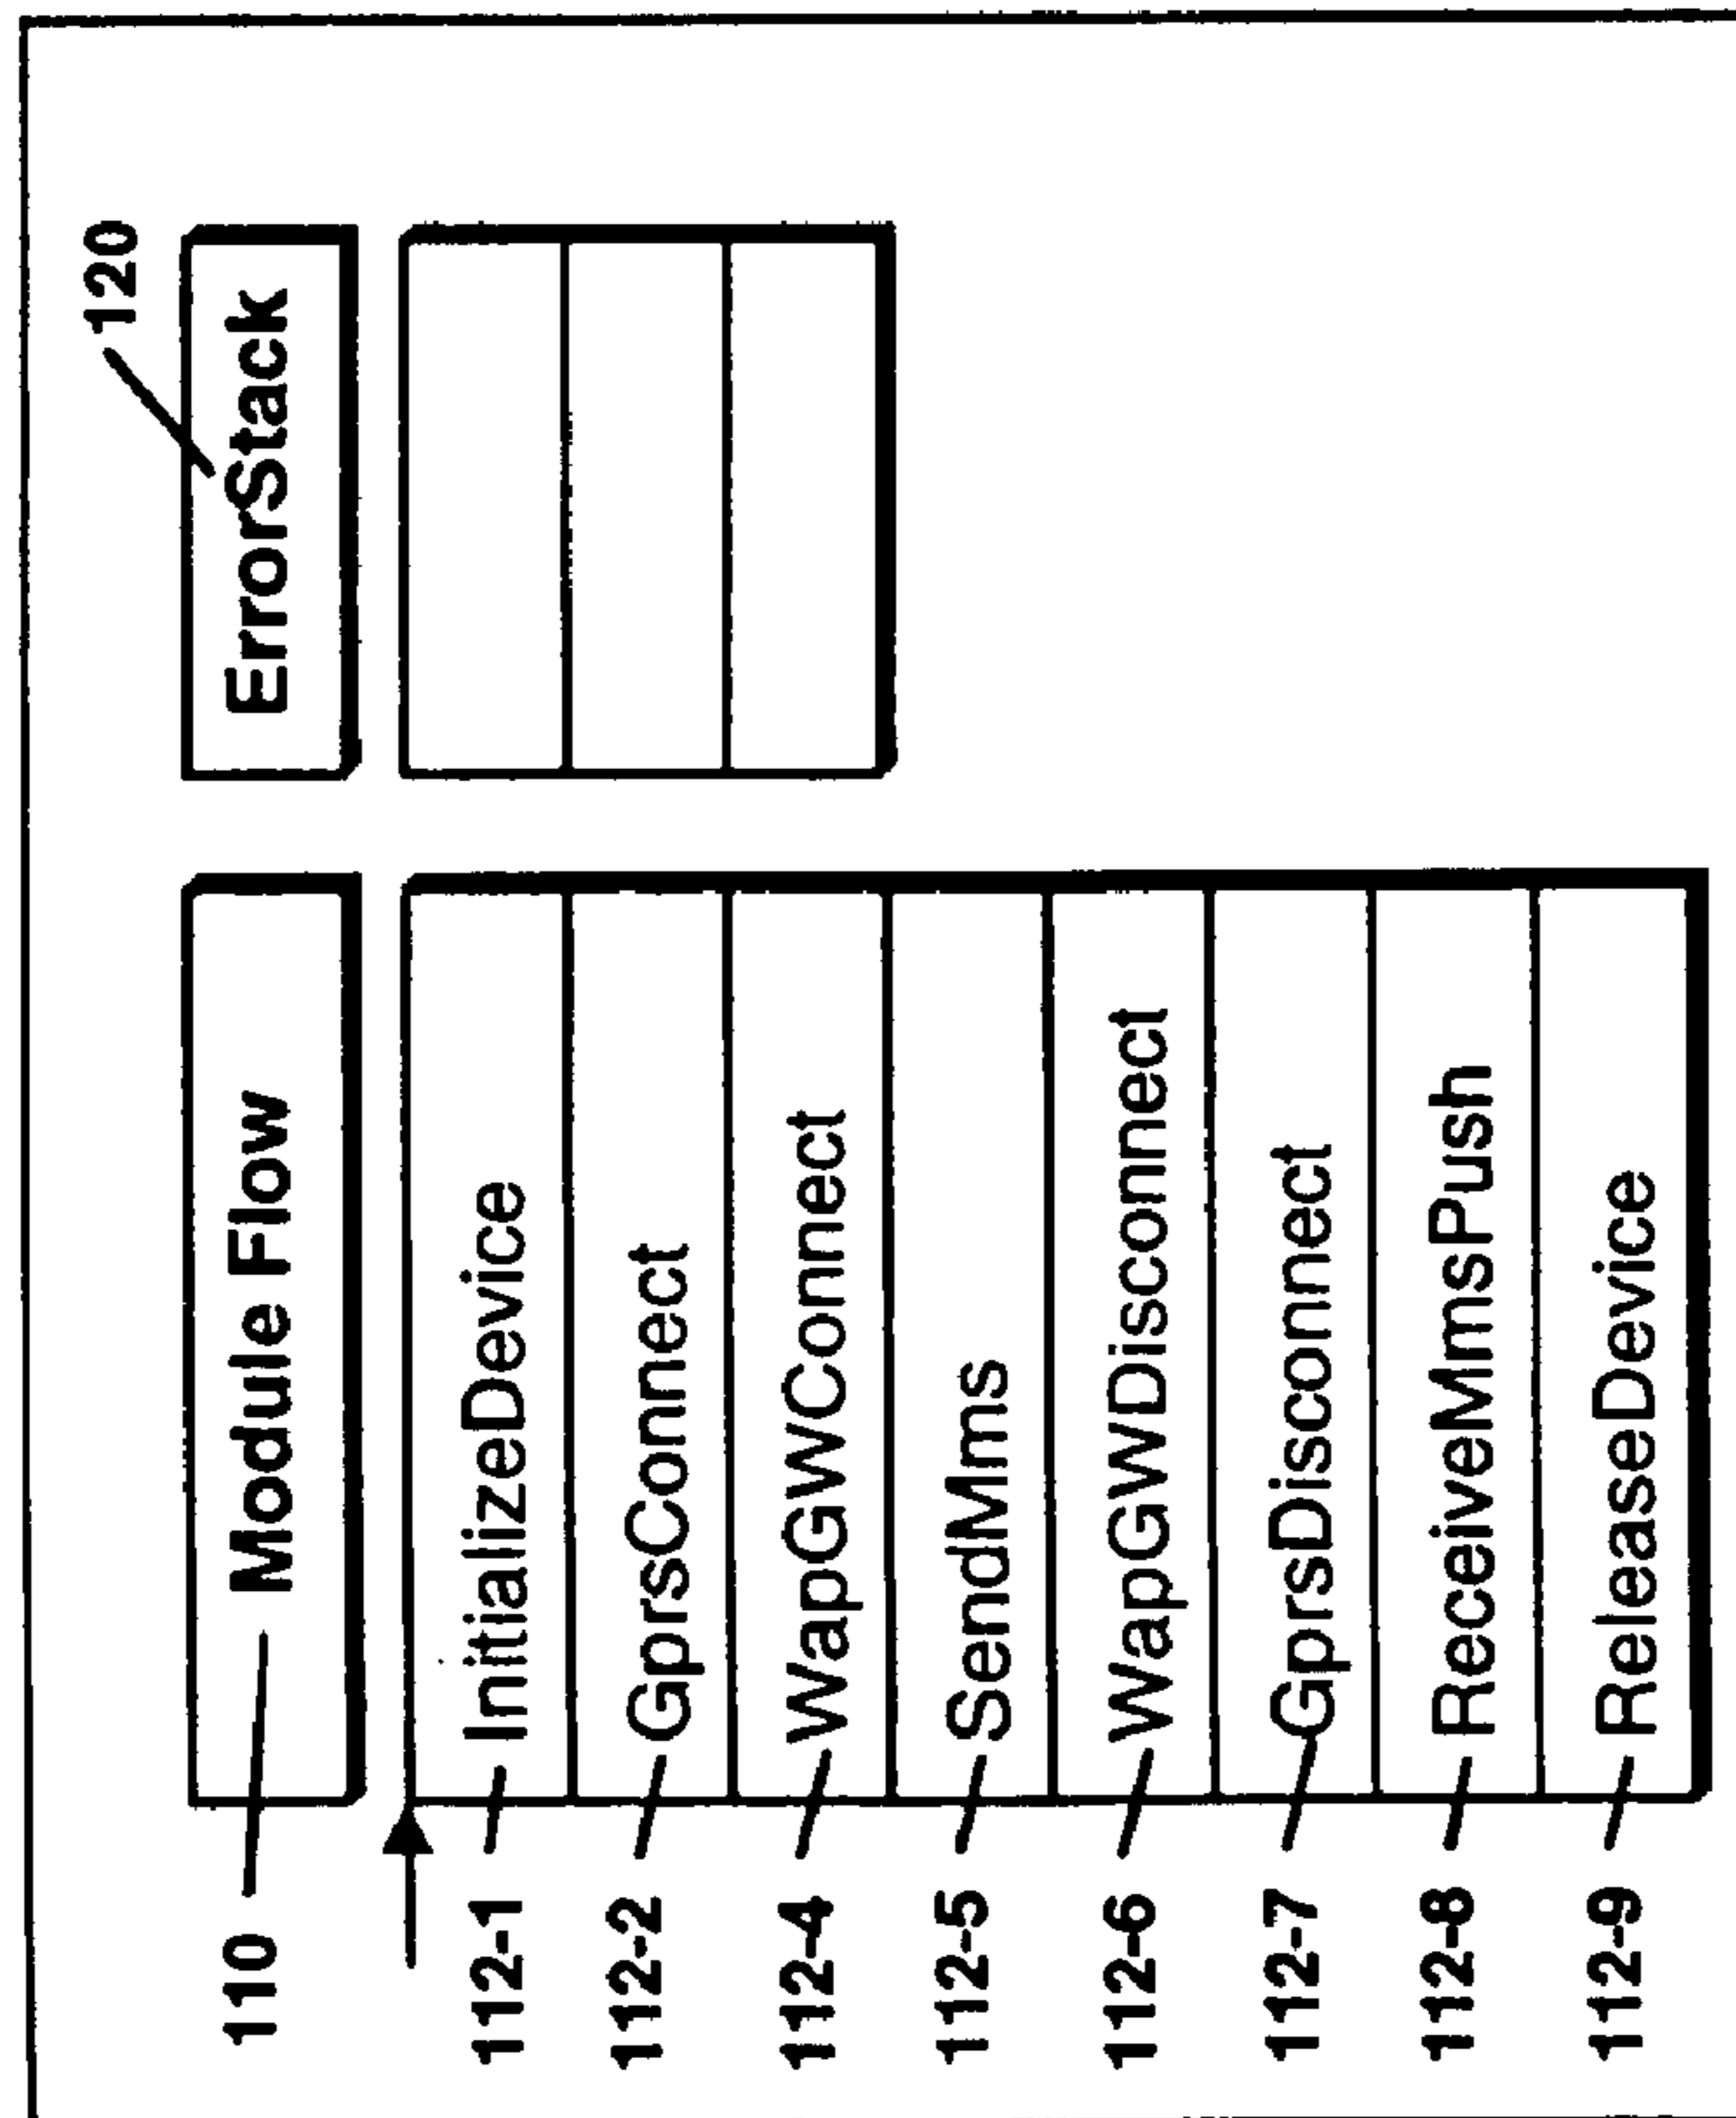 120
110 Module Flow ErrorStack
112-1 InitializeDevice
112-2 GprsConnect
112-4 WapGWConnect
112-5 SendMms
112-6 WapGWDisconnect
112-7 GprsDisconnect
112-8 ReceiveMmsPush
112-9 ReleaseDevice